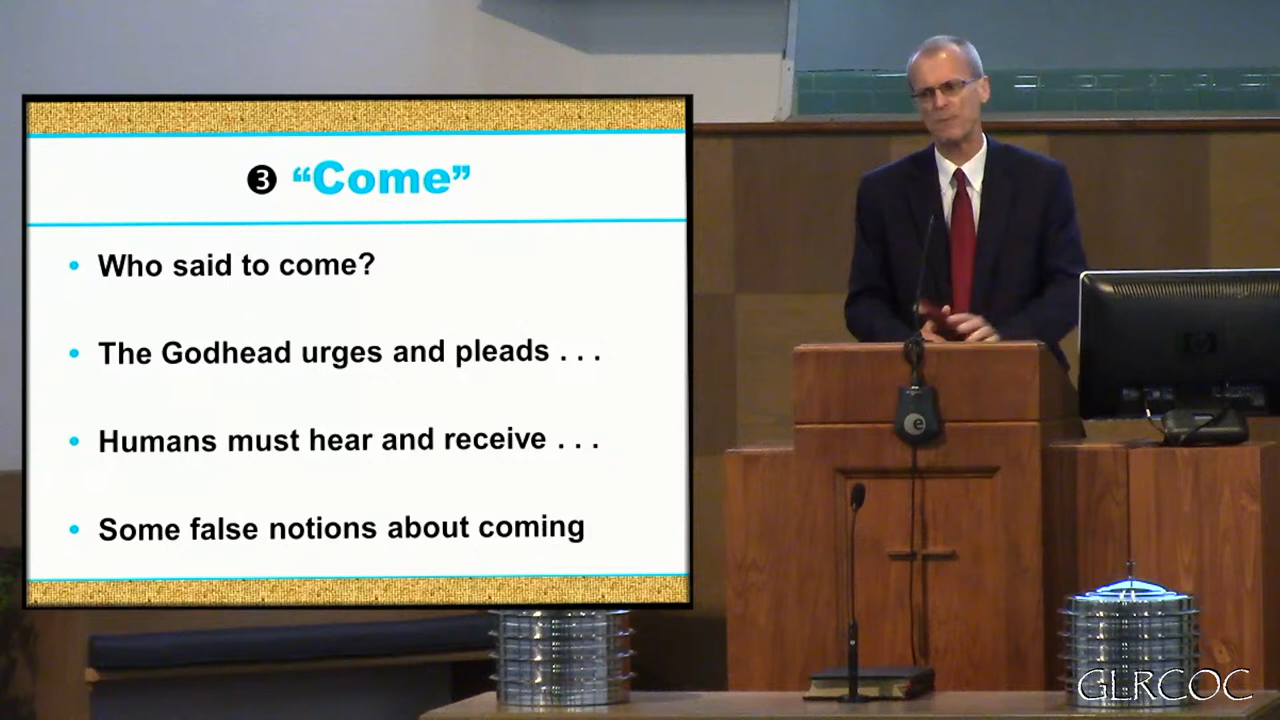 ❸ “Come”
• Who said to come?
• The Godhead urges and pleads . . .
• Humans must hear and receive . . .
• Some false notions about coming
e
hp
GLRCOC